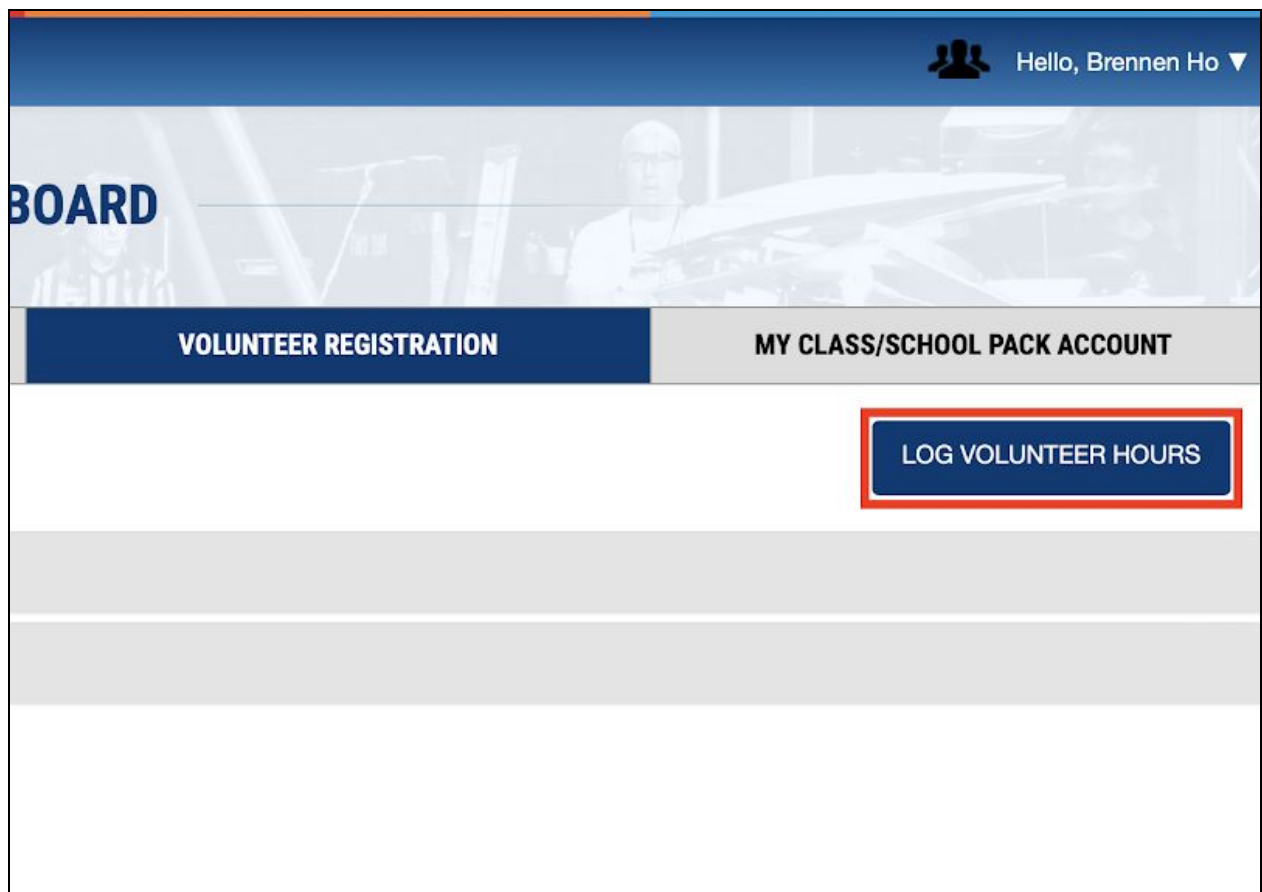 Hello, Brennen Ho ▼
BOARD
VOLUNTEER REGISTRATION
MY CLASS/SCHOOL PACK ACCOUNT
LOG VOLUNTEER HOURS